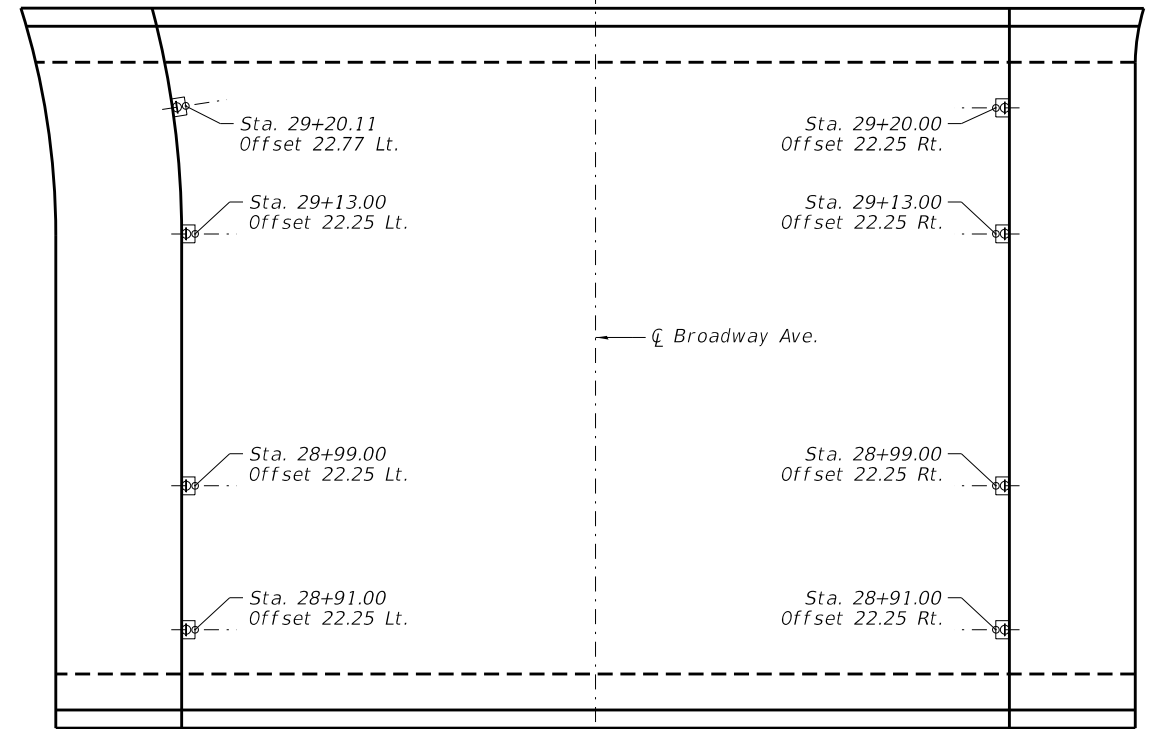 Sta. 29+20.11
Offset 22.77 Lt.
Sta. 29+20.00
Offset 22.25 Rt.
Sta. 29+13.00
Offset 22.25 Lt.
Sta. 29+13.00
Offset 22.25 Rt.
℄ Broadway Ave.
Sta. 28+99.00
Offset 22.25 Lt.
Sta. 28+99.00
Offset 22.25 Rt.
Sta. 28+91.00
Offset 22.25 Lt.
Sta. 28+91.00
Offset 22.25 Rt.